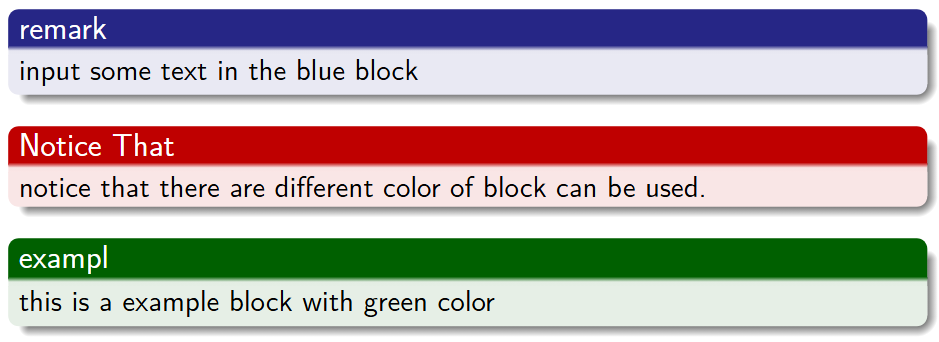 remark
input some text in the blue block
Notice That
notice that there are different color of block can be used.
exampl
this is a example block with green color